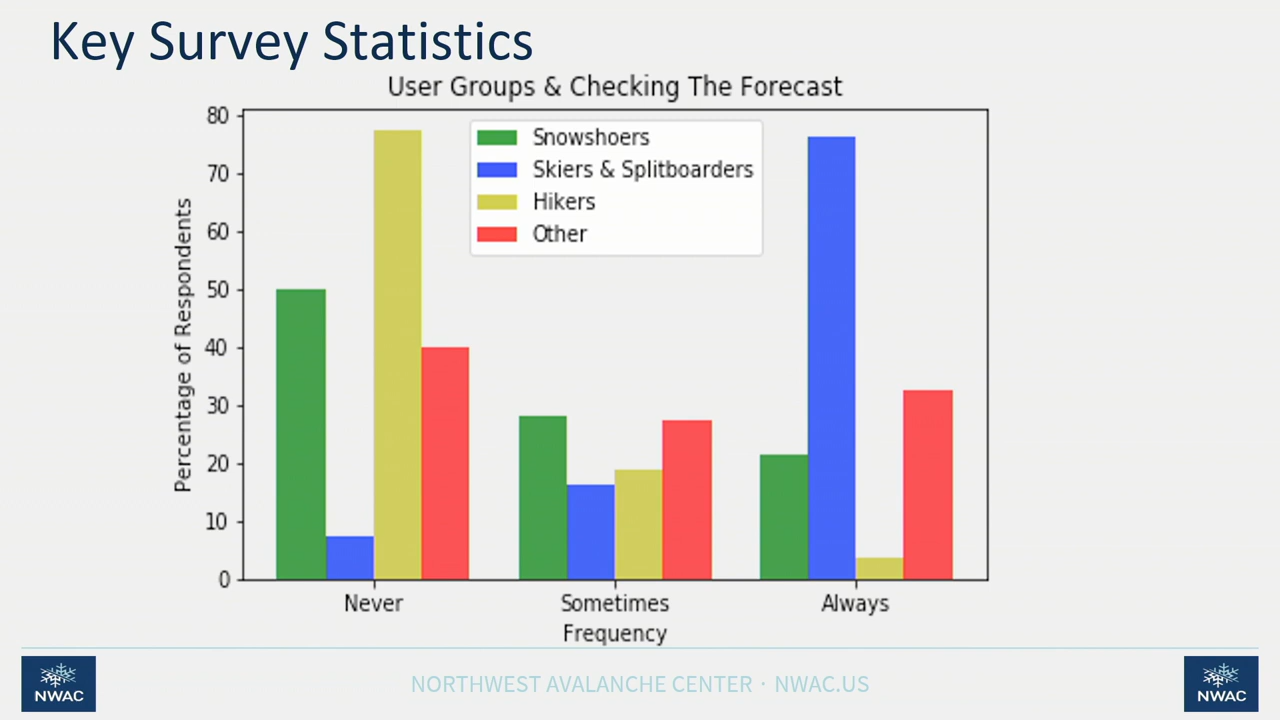 Key Survey Statistics
User Groups & Checking The Forecast
80
70
60
50
40
30
20
10
0
Percentage of Respondents
Snowshoers
Skiers & Splitboarders
Hikers
Other
Never
Sometimes
Always
Frequency
NWAC
NORTHWEST AVALANCHE CENTER · NWAC.US
NWAC